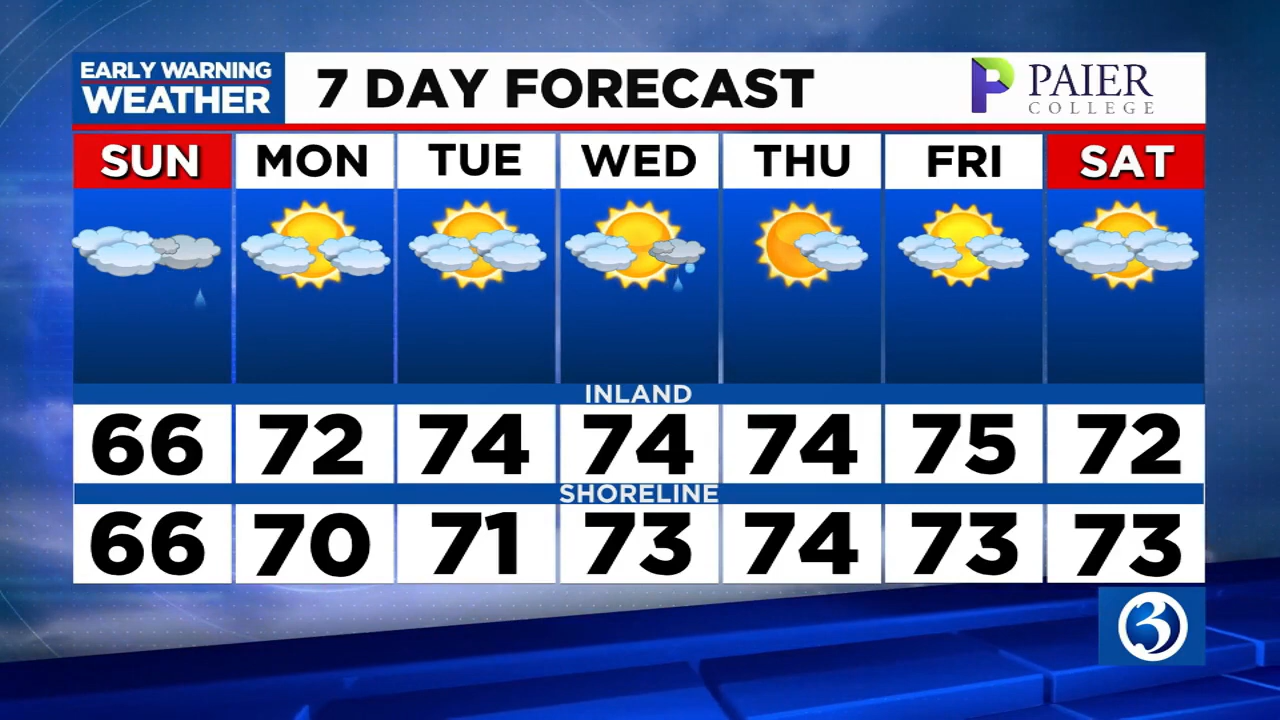 EARLY WARNING
WEATHER
7 DAY FORECAST
PAIER
COLLEGE
SUN MON TUE WED THU FRI SAT
INLAND
66 72 74 74 74 75 72
SHORELINE
66 70 71 73 74 73 73
3